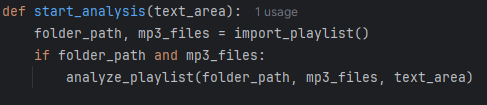 def start_analysis(text_area): 1 usage
    folder_path, mp3_files = import_playlist()
    if folder_path and mp3_files:
        analyze_playlist(folder_path, mp3_files, text_area)